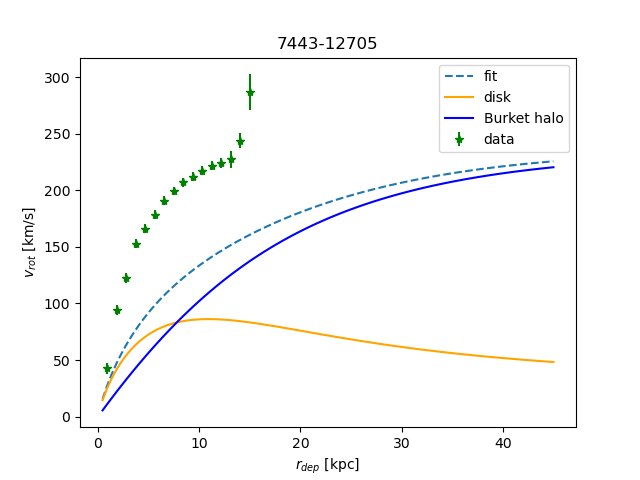 7443-12705
300
250
200
150
100
50
0
v_rot [km/s]
0 10 20 30 40
r_dep [kpc]
fit
disk
Burket halo
data